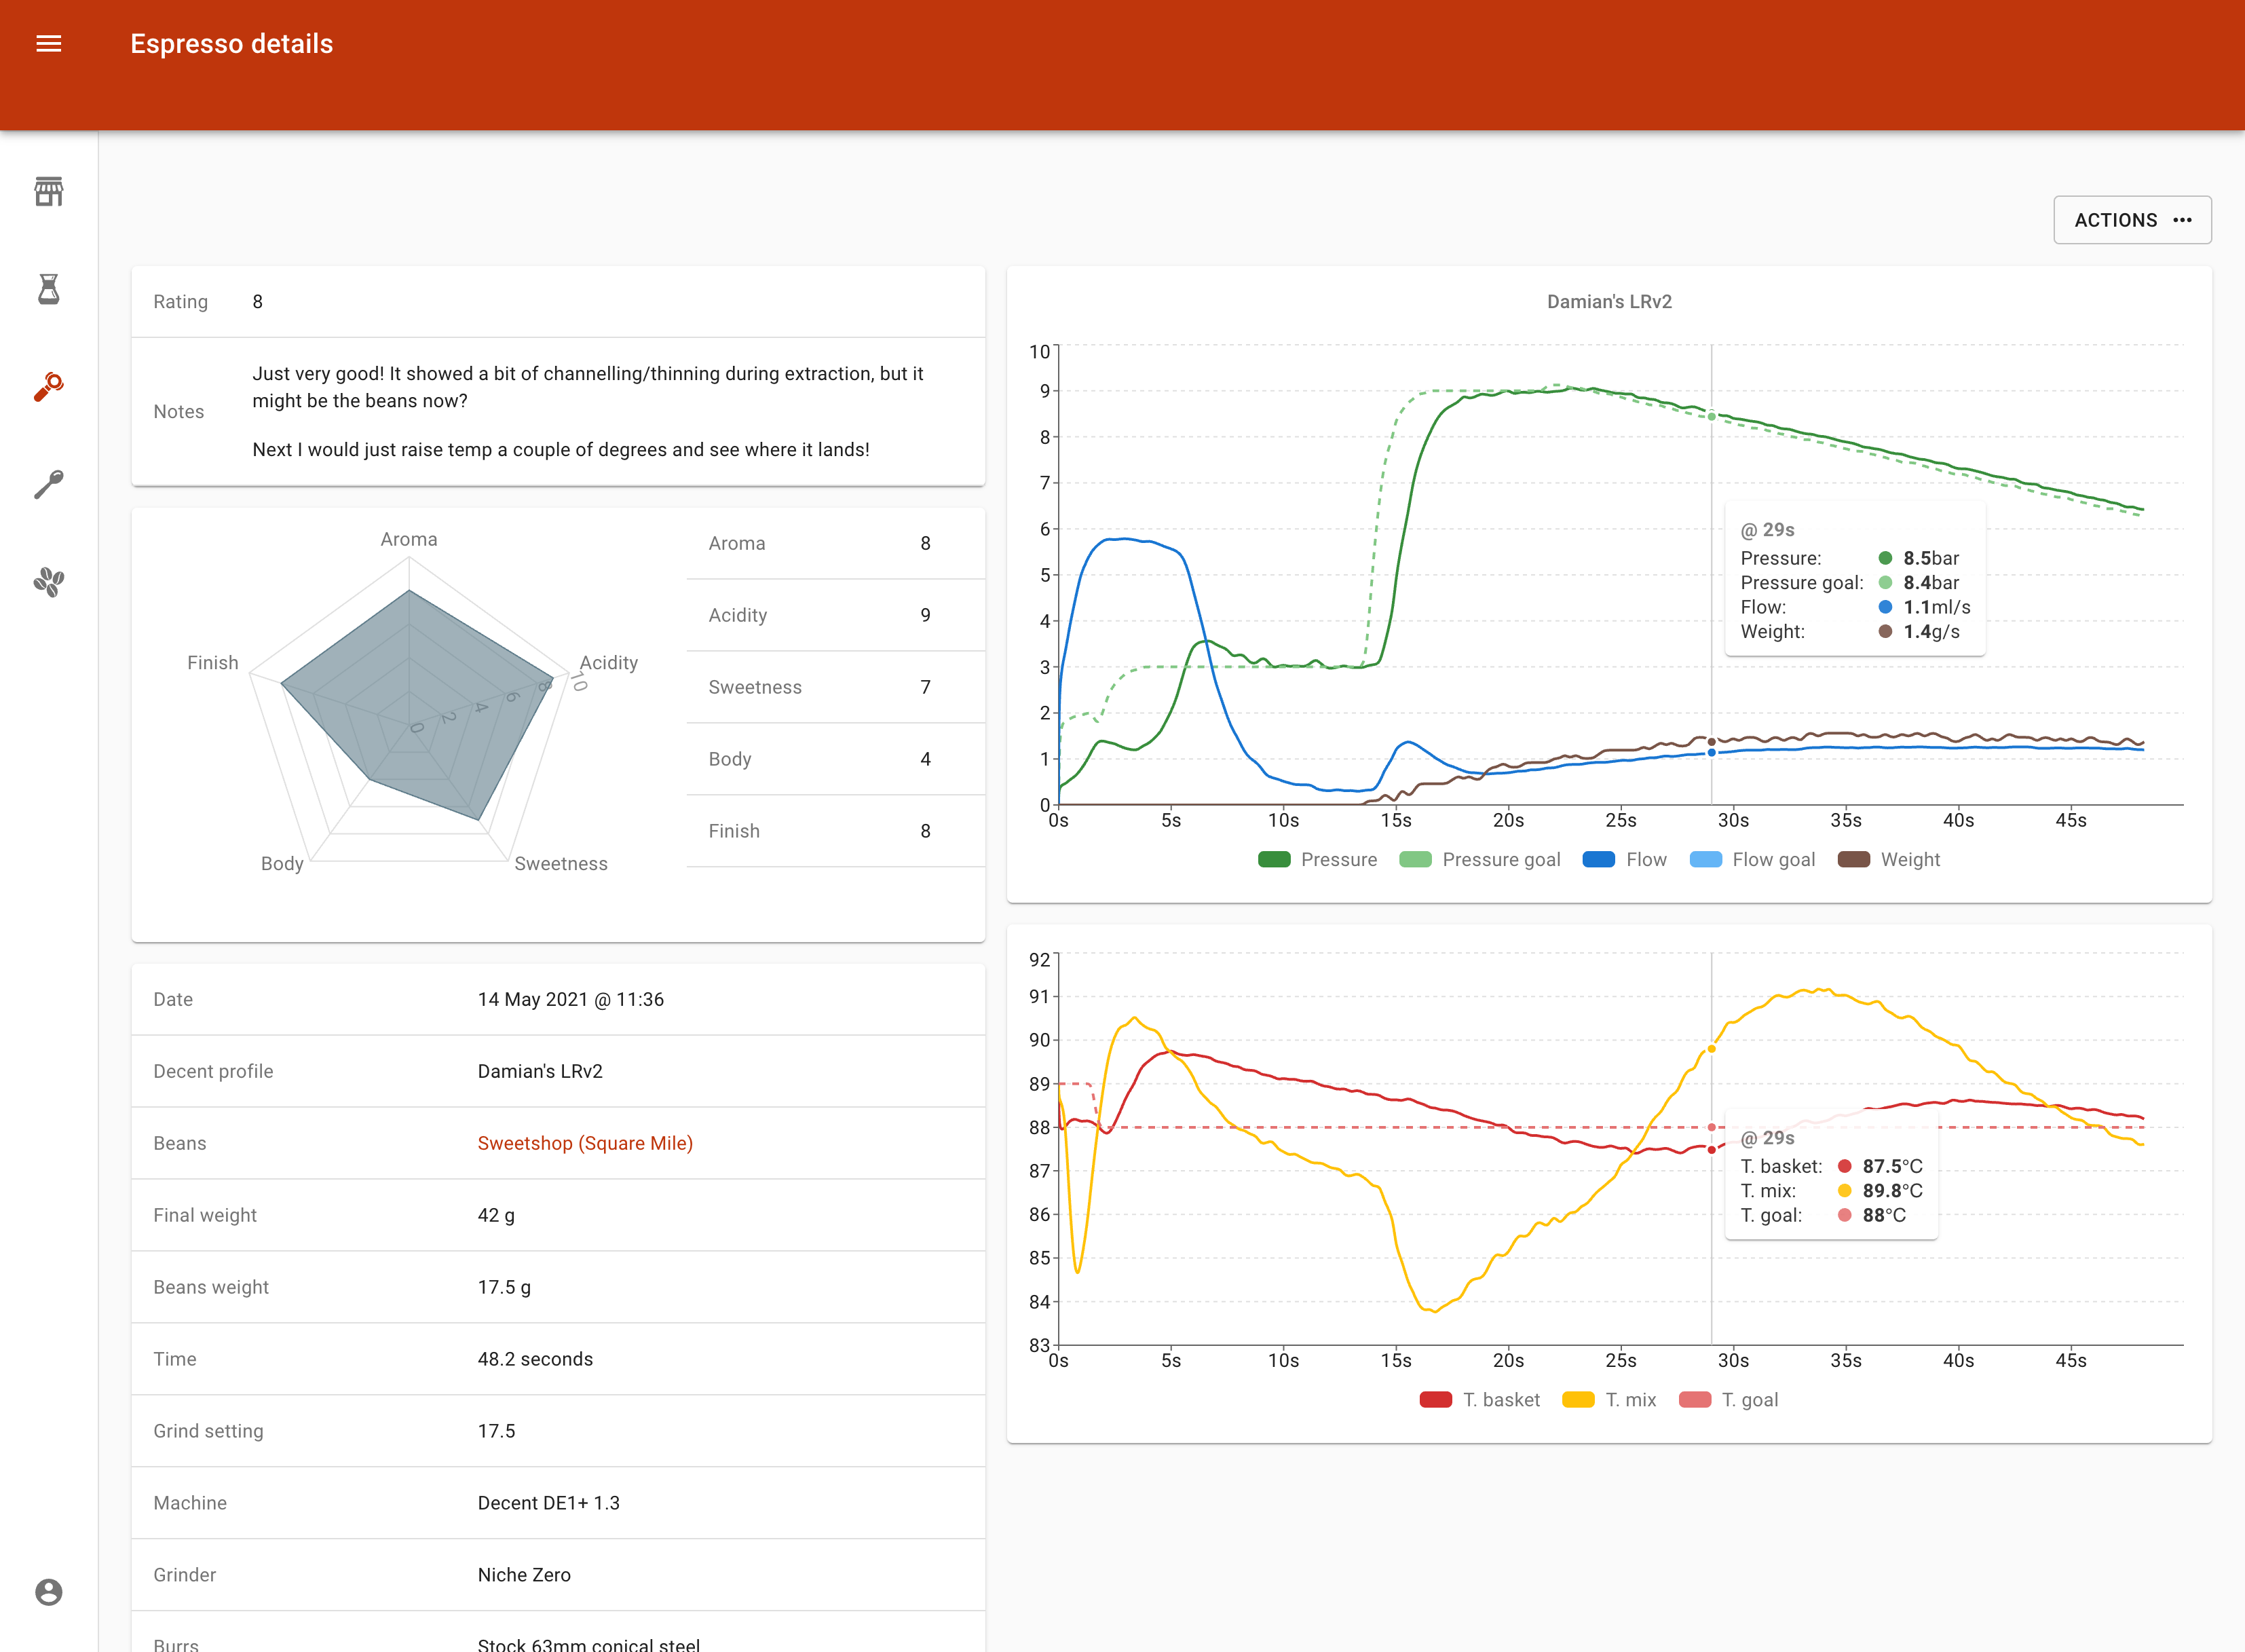 Espresso details
ACTIONS •••
Rating 8
Notes
Just very good! It showed a bit of channelling/thinning during extraction, but it
might be the beans now?
Next I would just raise temp a couple of degrees and see where it lands!
Aroma
Acidity
Sweetness
Body
Finish
0 2 4 6 8 10
Aroma 8
Acidity 9
Sweetness 7
Body 4
Finish 8
Date 14 May 2021 @ 11:36
Decent profile Damian's LRv2
Beans Sweetshop (Square Mile)
Final weight 42 g
Beans weight 17.5 g
Time 48.2 seconds
Grind setting 17.5
Machine Decent DE1+ 1.3
Grinder Niche Zero
Burrs Stock 63mm conical steel
Damian's LRv2
10
9
8
7
6
5
4
3
2
1
0
0s 5s 10s 15s 20s 25s 30s 35s 40s 45s
@ 29s
Pressure: 8.5bar
Pressure goal: 8.4bar
Flow: 1.1ml/s
Weight: 1.4g/s
Pressure Pressure goal Flow Flow goal Weight
92
91
90
89
88
87
86
85
84
83
0s 5s 10s 15s 20s 25s 30s 35s 40s 45s
@ 29s
T. basket: 87.5°C
T. mix: 89.8°C
T. goal: 88°C
T. basket T. mix T. goal